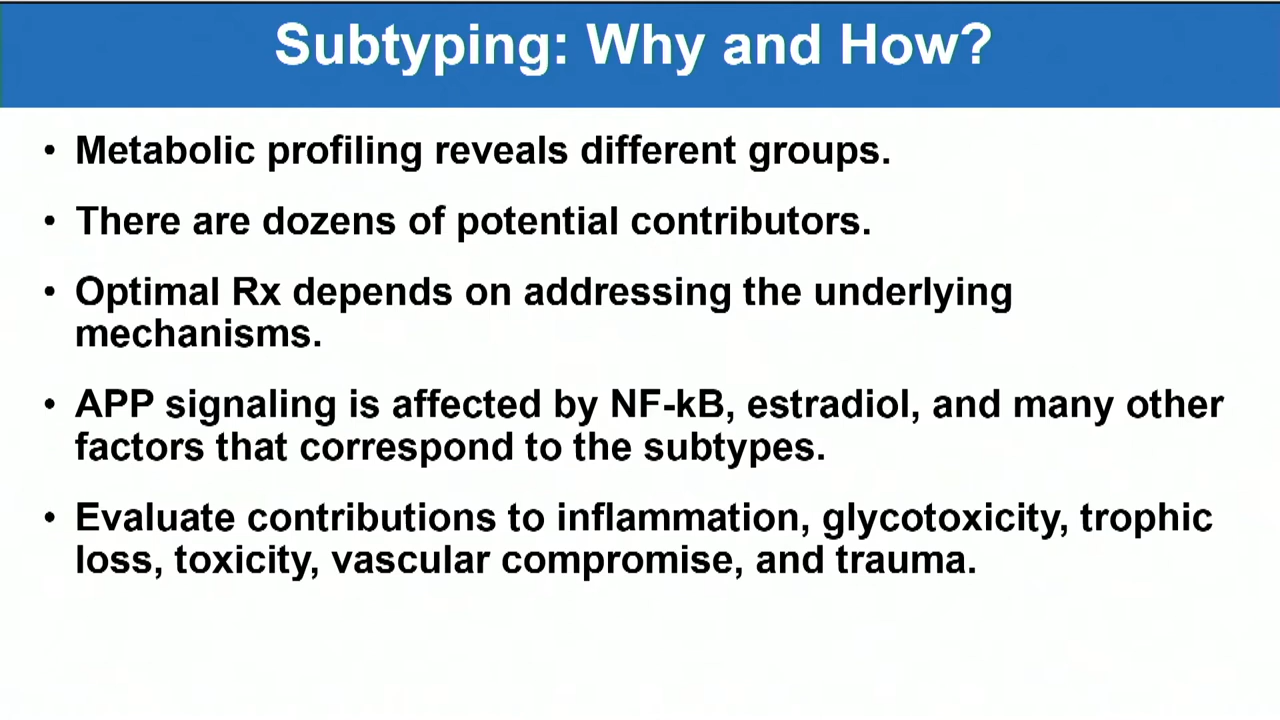 Subtyping: Why and How?
• Metabolic profiling reveals different groups.
• There are dozens of potential contributors.
• Optimal Rx depends on addressing the underlying
mechanisms.
• APP signaling is affected by NF-kB, estradiol, and many other
factors that correspond to the subtypes.
• Evaluate contributions to inflammation, glycotoxicity, trophic
loss, toxicity, vascular compromise, and trauma.